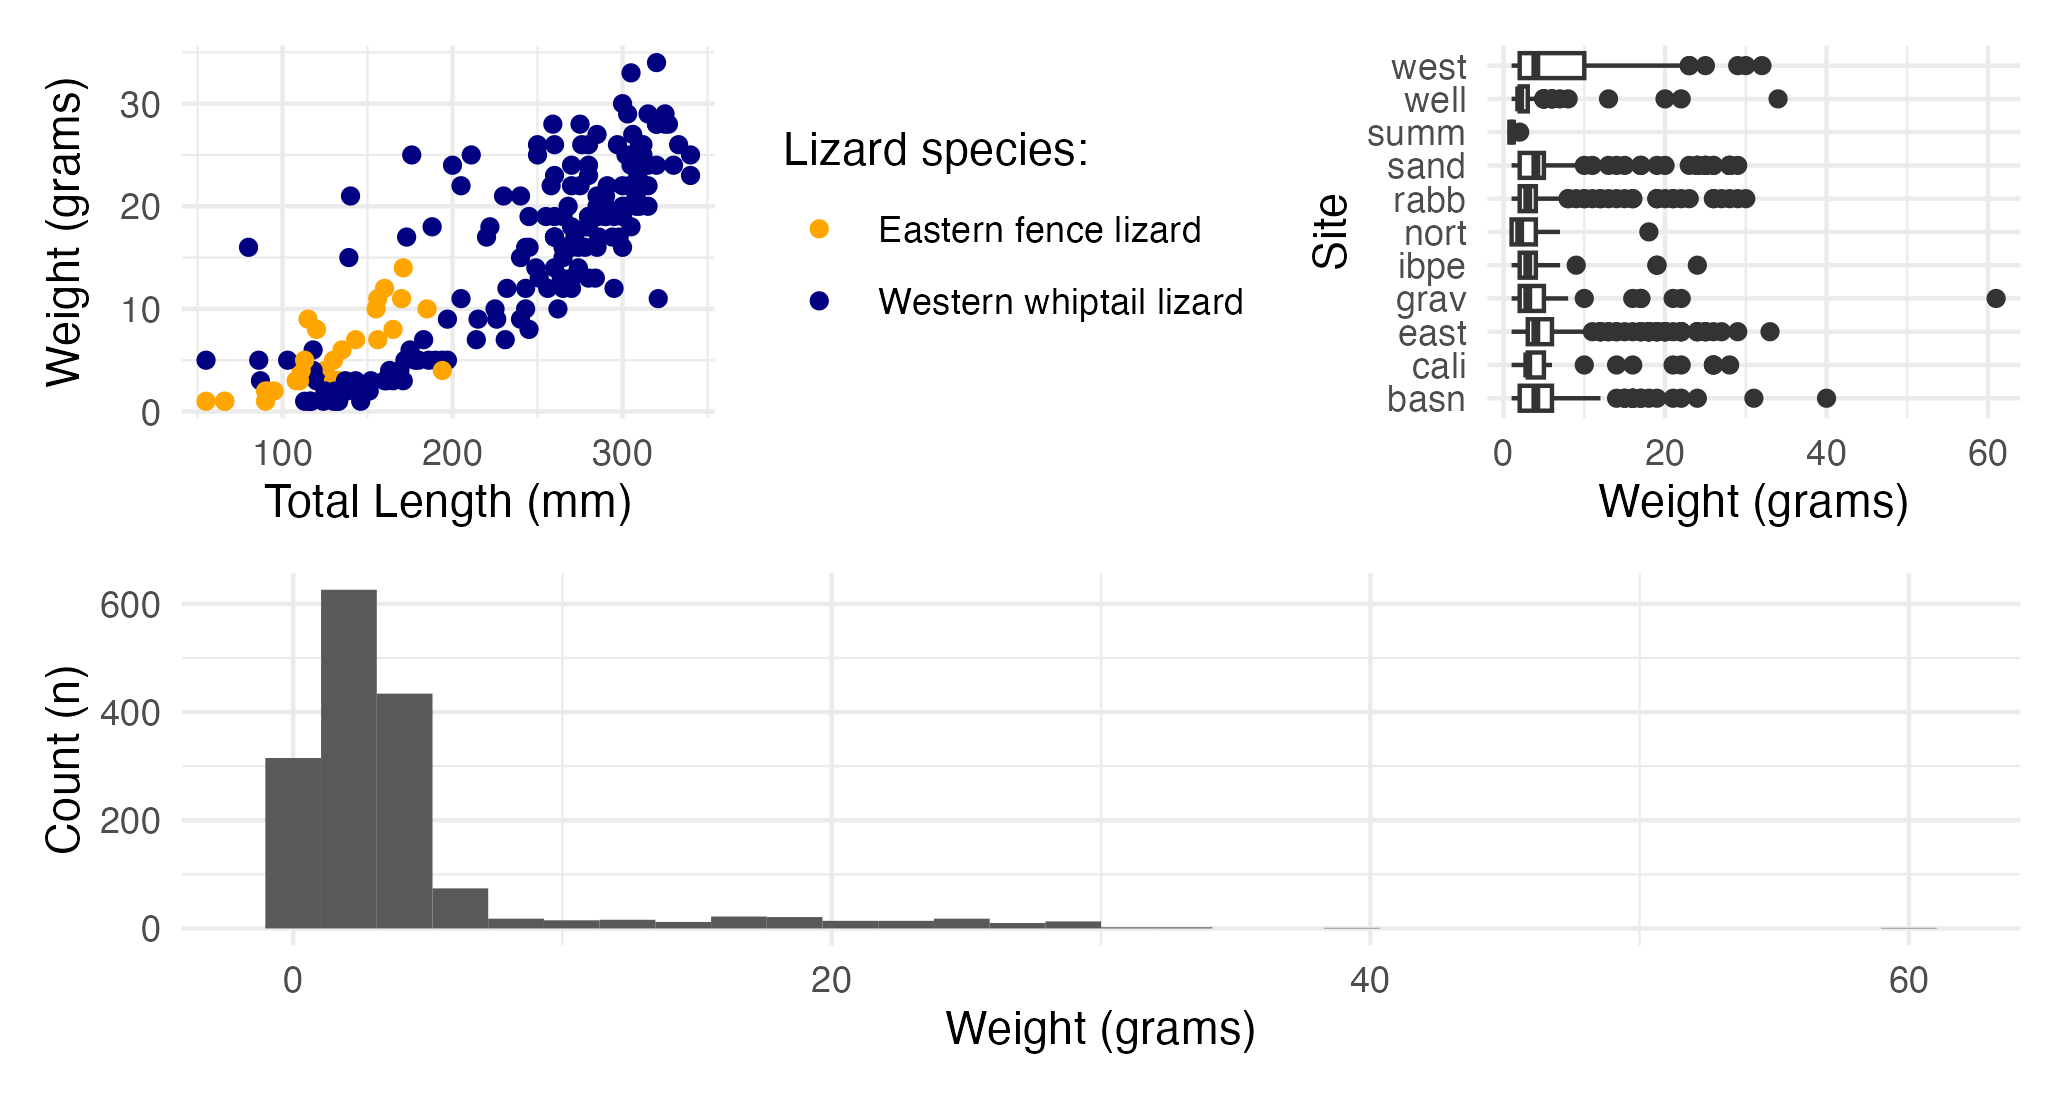 Weight (grams)
30
20
10
0
100 200 300
Total Length (mm)
Lizard species:
Eastern fence lizard
Western whiptail lizard
Site
west
well
summ
sand
rabb
nort
ibpe
grav
east
cali
basn
0 20 40 60
Weight (grams)
Count (n)
600
400
200
0
0 20 40 60
Weight (grams)